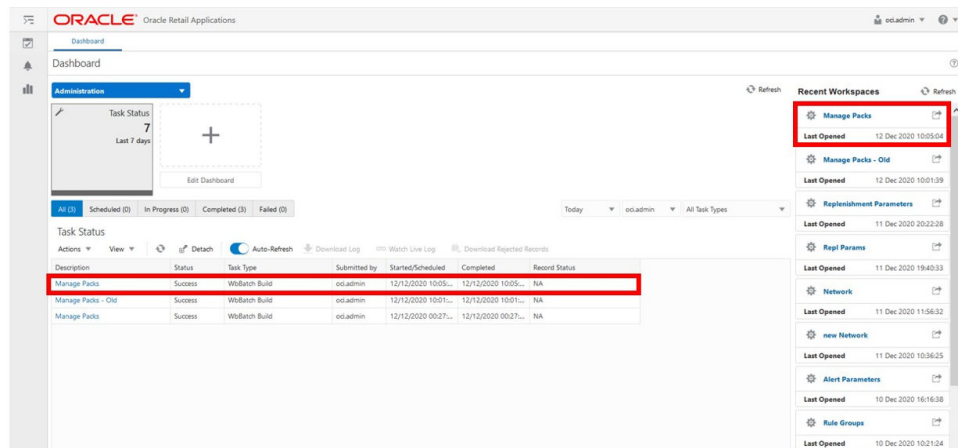 ORACLE® Oracle Retail Applications
oci.admin
Dashboard
Dashboard
Administration
Refresh
Task Status
7
Last 7 days
Edit Dashboard
All (3) Scheduled (0) In Progress (0) Completed (3) Failed (0)
Today oci.admin All Task Types
Task Status
Actions View Detach Auto-Refresh Download Log Watch Live Log Download Rejected Records
Description Status Task Type Submitted by Started/Scheduled Completed Record Status
Manage Packs Success WbBatch Build oci.admin 12/12/2020 10:05:... 12/12/2020 10:05:... NA
Manage Packs - Old Success WbBatch Build oci.admin 12/12/2020 10:01:... 12/12/2020 10:01:... NA
Manage Packs Success WbBatch Build oci.admin 12/12/2020 00:27:... 12/12/2020 00:27:... NA
Recent Workspaces Refresh
Manage Packs
Last Opened 12 Dec 2020 10:05:04
Manage Packs - Old
Last Opened 12 Dec 2020 10:01:39
Replenishment Parameters
Last Opened 11 Dec 2020 20:22:28
Repl Params
Last Opened 11 Dec 2020 19:40:33
Network
Last Opened 11 Dec 2020 11:56:32
new Network
Last Opened 11 Dec 2020 10:36:25
Alert Parameters
Last Opened 10 Dec 2020 16:16:38
Rule Groups
Last Opened 10 Dec 2020 10:21:24